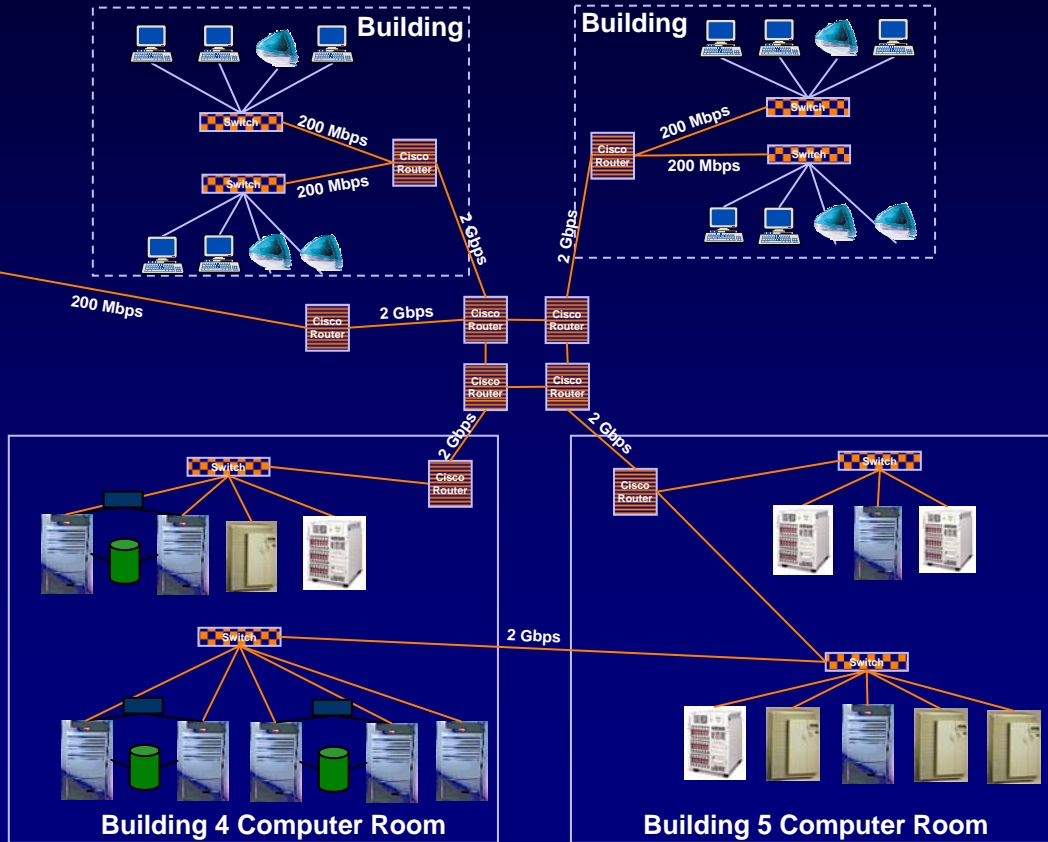 Building
Building
Switch
200 Mbps
Cisco
Router
200 Mbps
Switch
2 Gbps
200 Mbps
Switch
Cisco
Router
200 Mbps
Switch
2 Gbps
200 Mbps
Cisco
Router
2 Gbps
Cisco
Router
Cisco
Router
Cisco
Router
Cisco
Router
2 Gbps
2 Gbps
Switch
Cisco
Router
Switch
Cisco
Router
Switch
2 Gbps
Switch
Building 4 Computer Room
Building 5 Computer Room